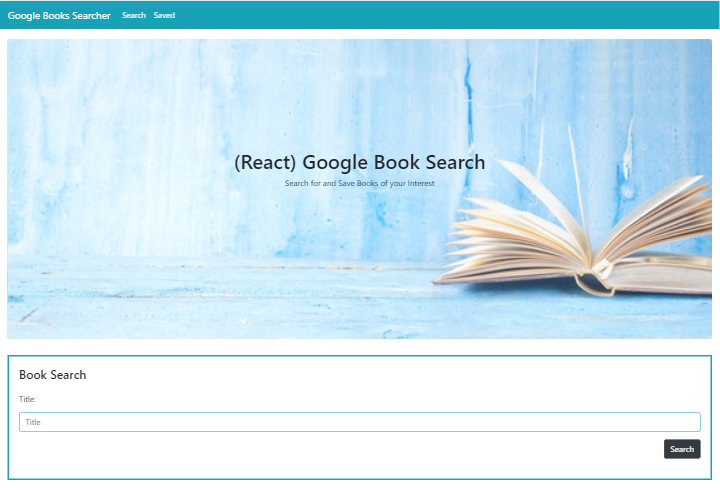 Google Books Searcher Search Saved
(React) Google Book Search
Search for and Save Books of your Interest
Book Search
Title:
Title
Search